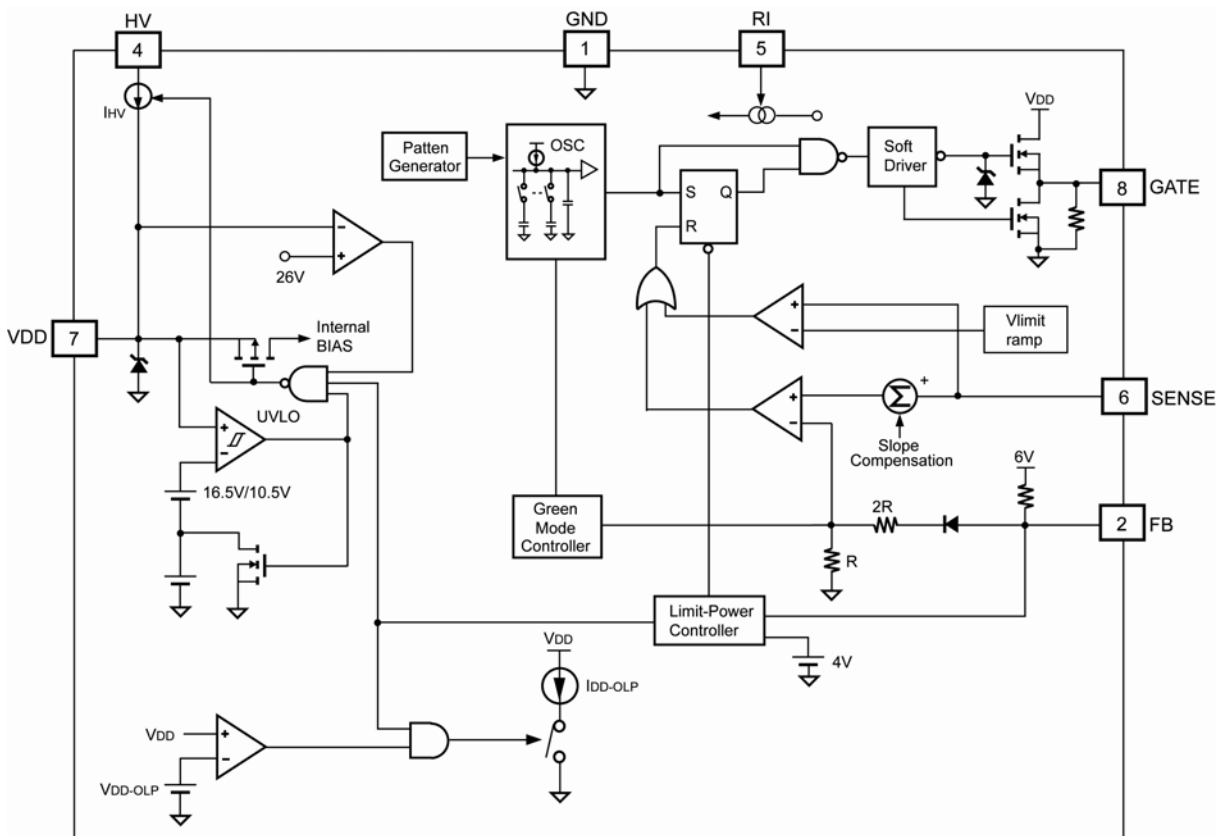 HV
4
GND
1
RI
5
IHV
Patten
Generator
OSC
VDD
Soft
Driver
S
Q
R
8
GATE
-
+
26V
+
-
Vlimit
ramp
VDD
7
Internal
BIAS
UVLO
+
-
16.5V/10.5V
+
-
Σ
+
6
SENSE
Slope
Compensation
6V
Green
Mode
Controller
2R
2
FB
R
Limit-Power
Controller
4V
VDD
IDD-OLP
VDD
+
-
VDD-OLP